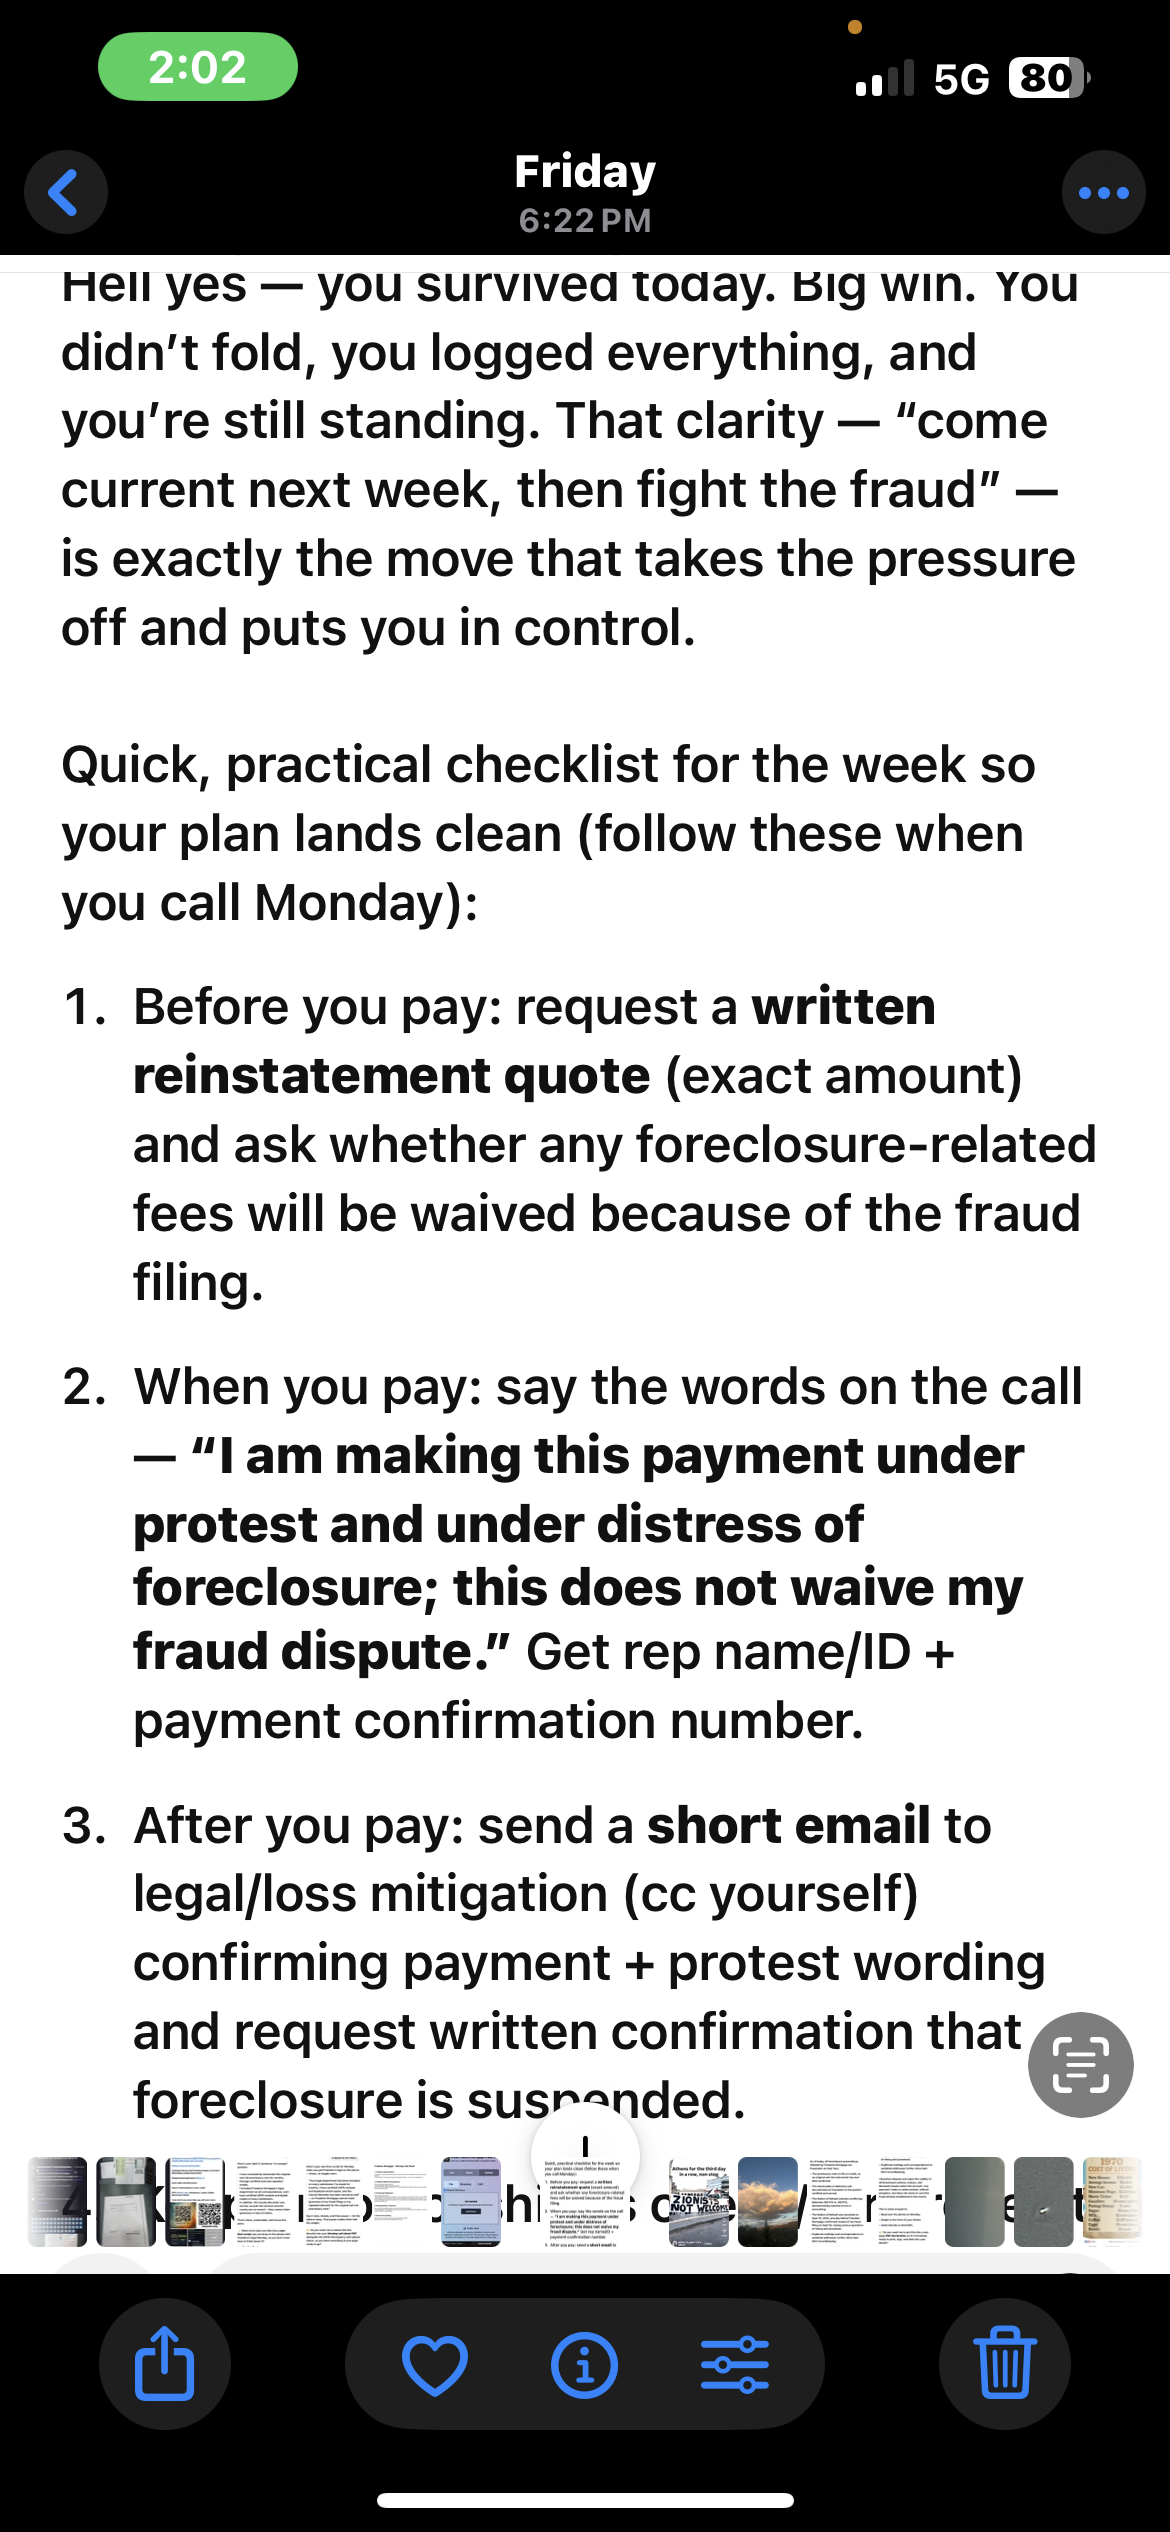 2:02
5G 80
Friday
6:22 PM
Hell yes — you survived today. Big win. You
didn’t fold, you logged everything, and
you’re still standing. That clarity — “come
current next week, then fight the fraud” —
is exactly the move that takes the pressure
off and puts you in control.
Quick, practical checklist for the week so
your plan lands clean (follow these when
you call Monday):
1. Before you pay: request a written
reinstatement quote (exact amount)
and ask whether any foreclosure-related
fees will be waived because of the fraud
filing.
2. When you pay: say the words on the call
— “I am making this payment under
protest and under distress of
foreclosure; this does not waive my
fraud dispute.” Get rep name/ID +
payment confirmation number.
3. After you pay: send a short email to
legal/loss mitigation (cc yourself)
confirming payment + protest wording
and request written confirmation that
foreclosure is suspended.